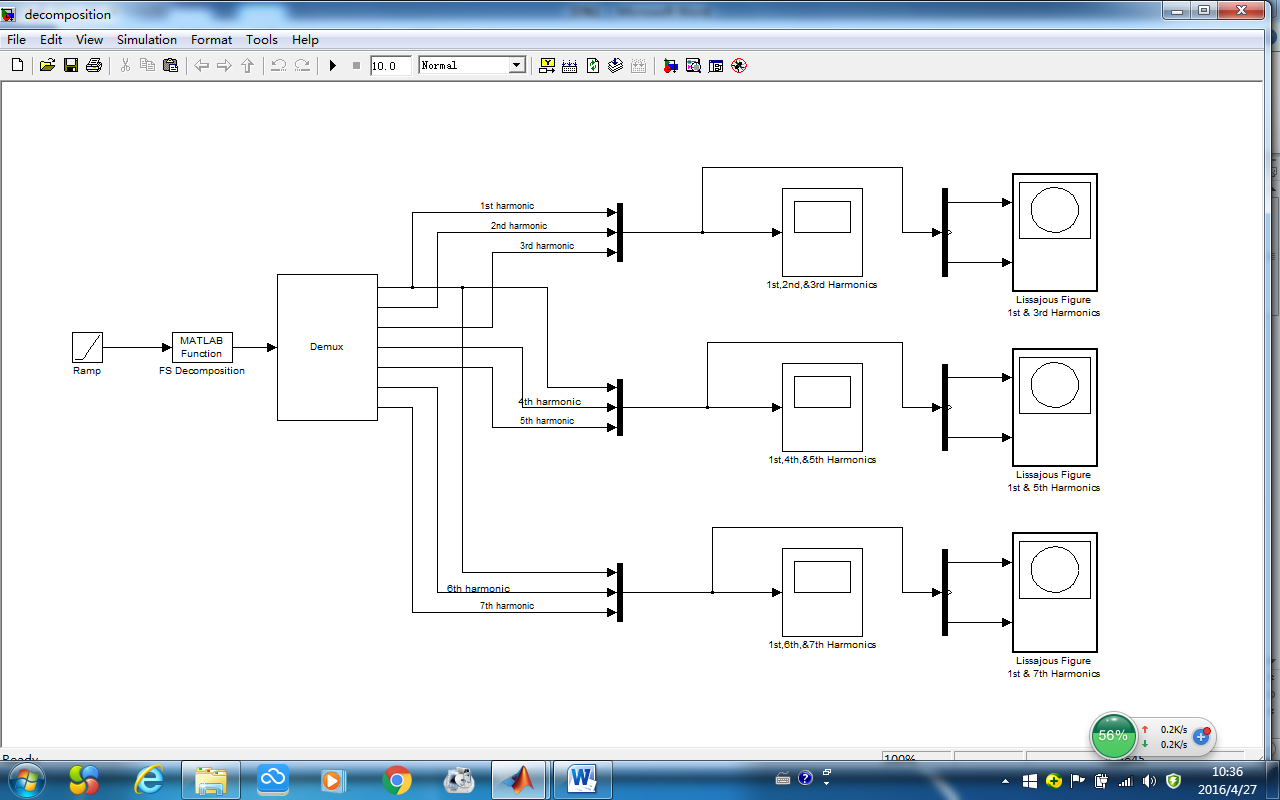 decomposition
File Edit View Simulation Format Tools Help
10.0 Normal
1st harmonic
2nd harmonic
3rd harmonic
1st,2nd,&3rd Harmonics
Lissajous Figure
1st & 3rd Harmonics
MATLAB
Function
Demux
Ramp
FS Decomposition
4th harmonic
5th harmonic
1st,4th,&5th Harmonics
Lissajous Figure
1st & 5th Harmonics
6th harmonic
7th harmonic
1st,6th,&7th Harmonics
Lissajous Figure
1st & 7th Harmonics
56%
0.2K/s
0.2K/s
Ready
100%
10:36
2016/4/27